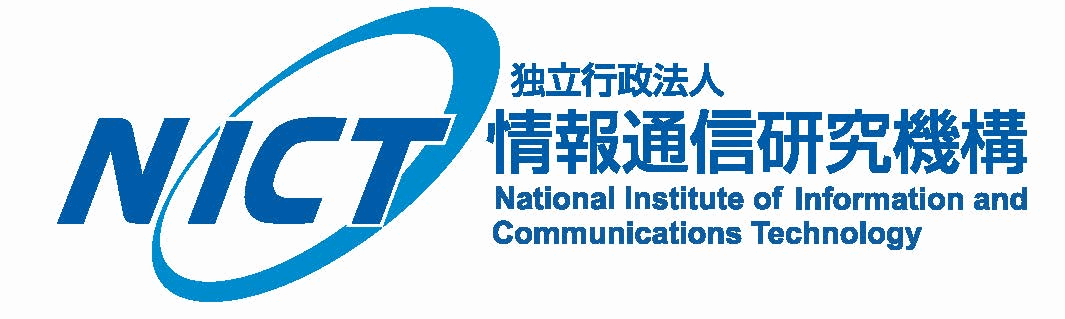 NICT
独立行政法人
情報通信研究機構
National Institute of Information and
Communications Technology